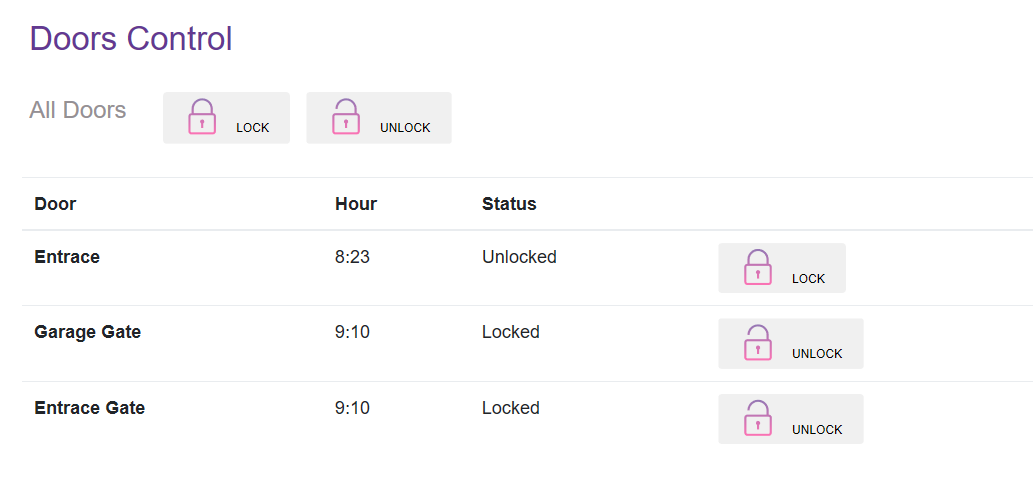 Doors Control
All Doors LOCK UNLOCK
Door Hour Status
Entrace 8:23 Unlocked LOCK
Garage Gate 9:10 Locked UNLOCK
Entrace Gate 9:10 Locked UNLOCK